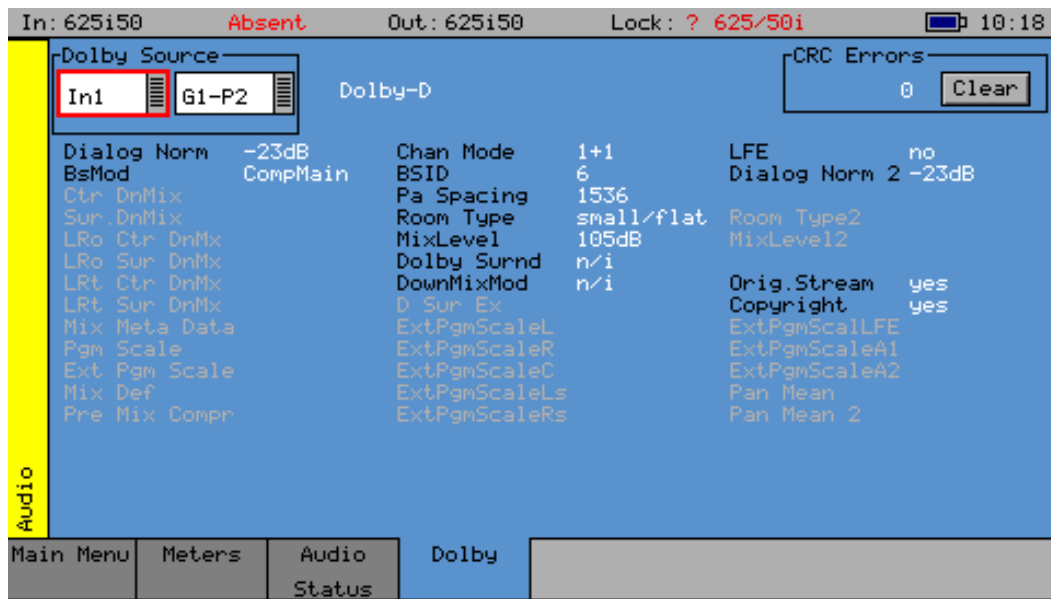 In: 625i50 Absent Out: 625i50 Lock: ? 625/50i 10:18
Dolby Source CRC Errors
In1 G1-P2 Dolby-D 0 Clear
Dialog Norm -23dB Chan Mode 1+1 LFE no
BsMod CompMain BSID 6 Dialog Norm 2 -23dB
Ctr DnMix Pa Spacing 1536
Sur.DnMix Room Type small/flat Room Type2
LRo Ctr DnMx MixLevel 105dB MixLevel2
LRo Sur DnMx Dolby Surnd n/i
LRt Ctr DnMx DownMixMod n/i Orig.Stream yes
LRt Sur DnMx D Sur Ex Copyright yes
Mix Meta Data ExtPgmScaleL ExtPgmScalLFE
Pgm Scale ExtPgmScaleR ExtPgmScaleA1
Ext Pgm Scale ExtPgmScaleC ExtPgmScaleA2
Mix Def ExtPgmScaleLs Pan Mean
Pre Mix Compr ExtPgmScaleRs Pan Mean 2
Audio
Main Menu Meters Audio Dolby
Status